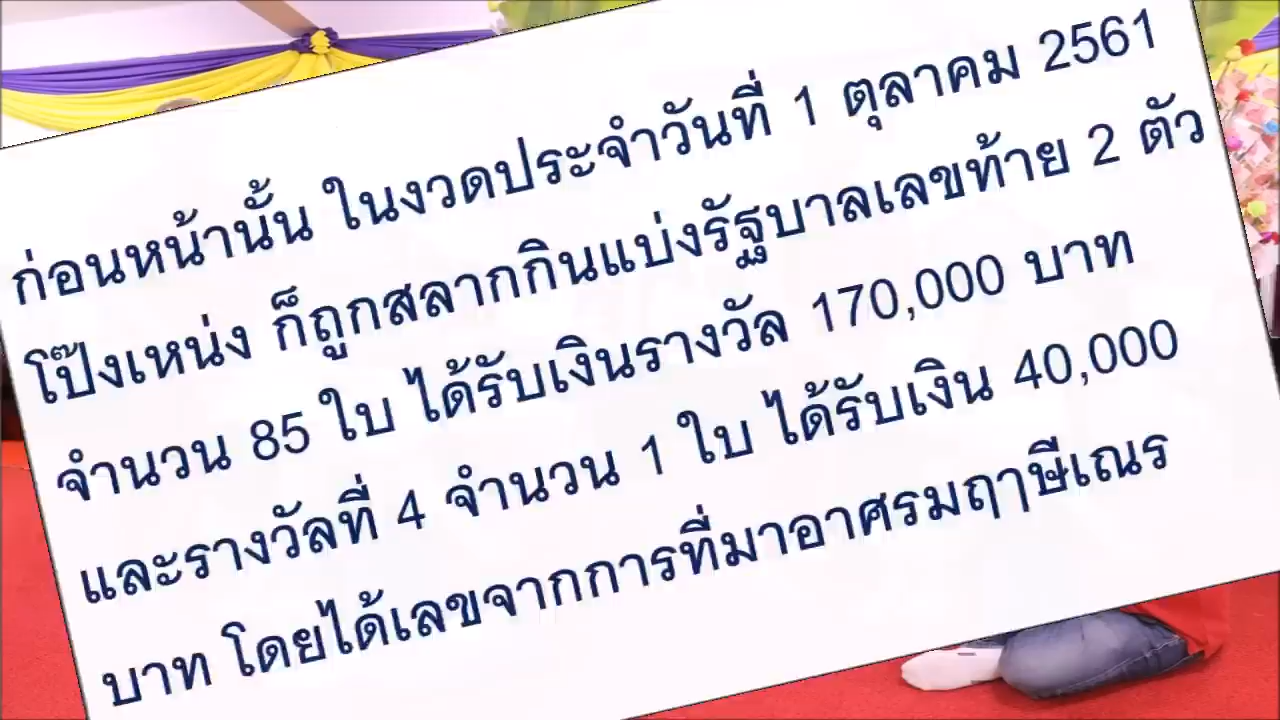 ก่อนหน้านั้น ในงวดประจำวันที่ 1 ตุลาคม 2561
โป๊งเหน่ง ก็ถูกสลากกินแบ่งรัฐบาลเลขท้าย 2 ตัว
จำนวน 85 ใบ ได้รับเงินรางวัล 170,000 บาท
และรางวัลที่ 4 จำนวน 1 ใบ ได้รับเงิน 40,000
บาท โดยได้เลขจากการที่มาอาศรมฤๅษีเณร